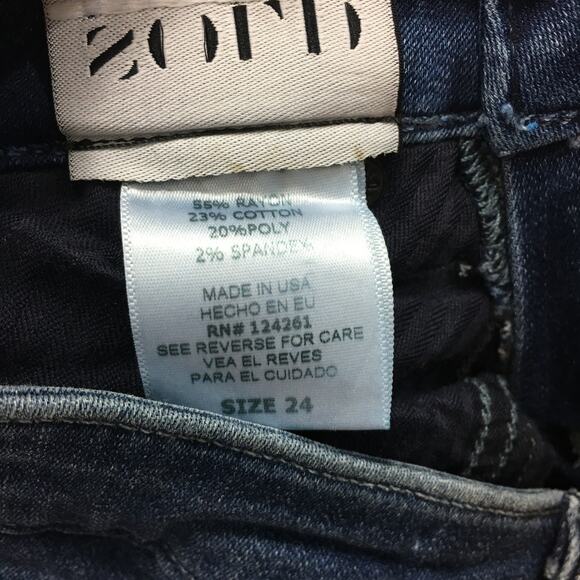 55% RAYON
23% COTTON
20%POLY
2% SPANDEX
MADE IN USA
HECHO EN EU
RN# 124261
SEE REVERSE FOR CARE
VEA EL REVES
PARA EL CUIDADO
SIZE 24